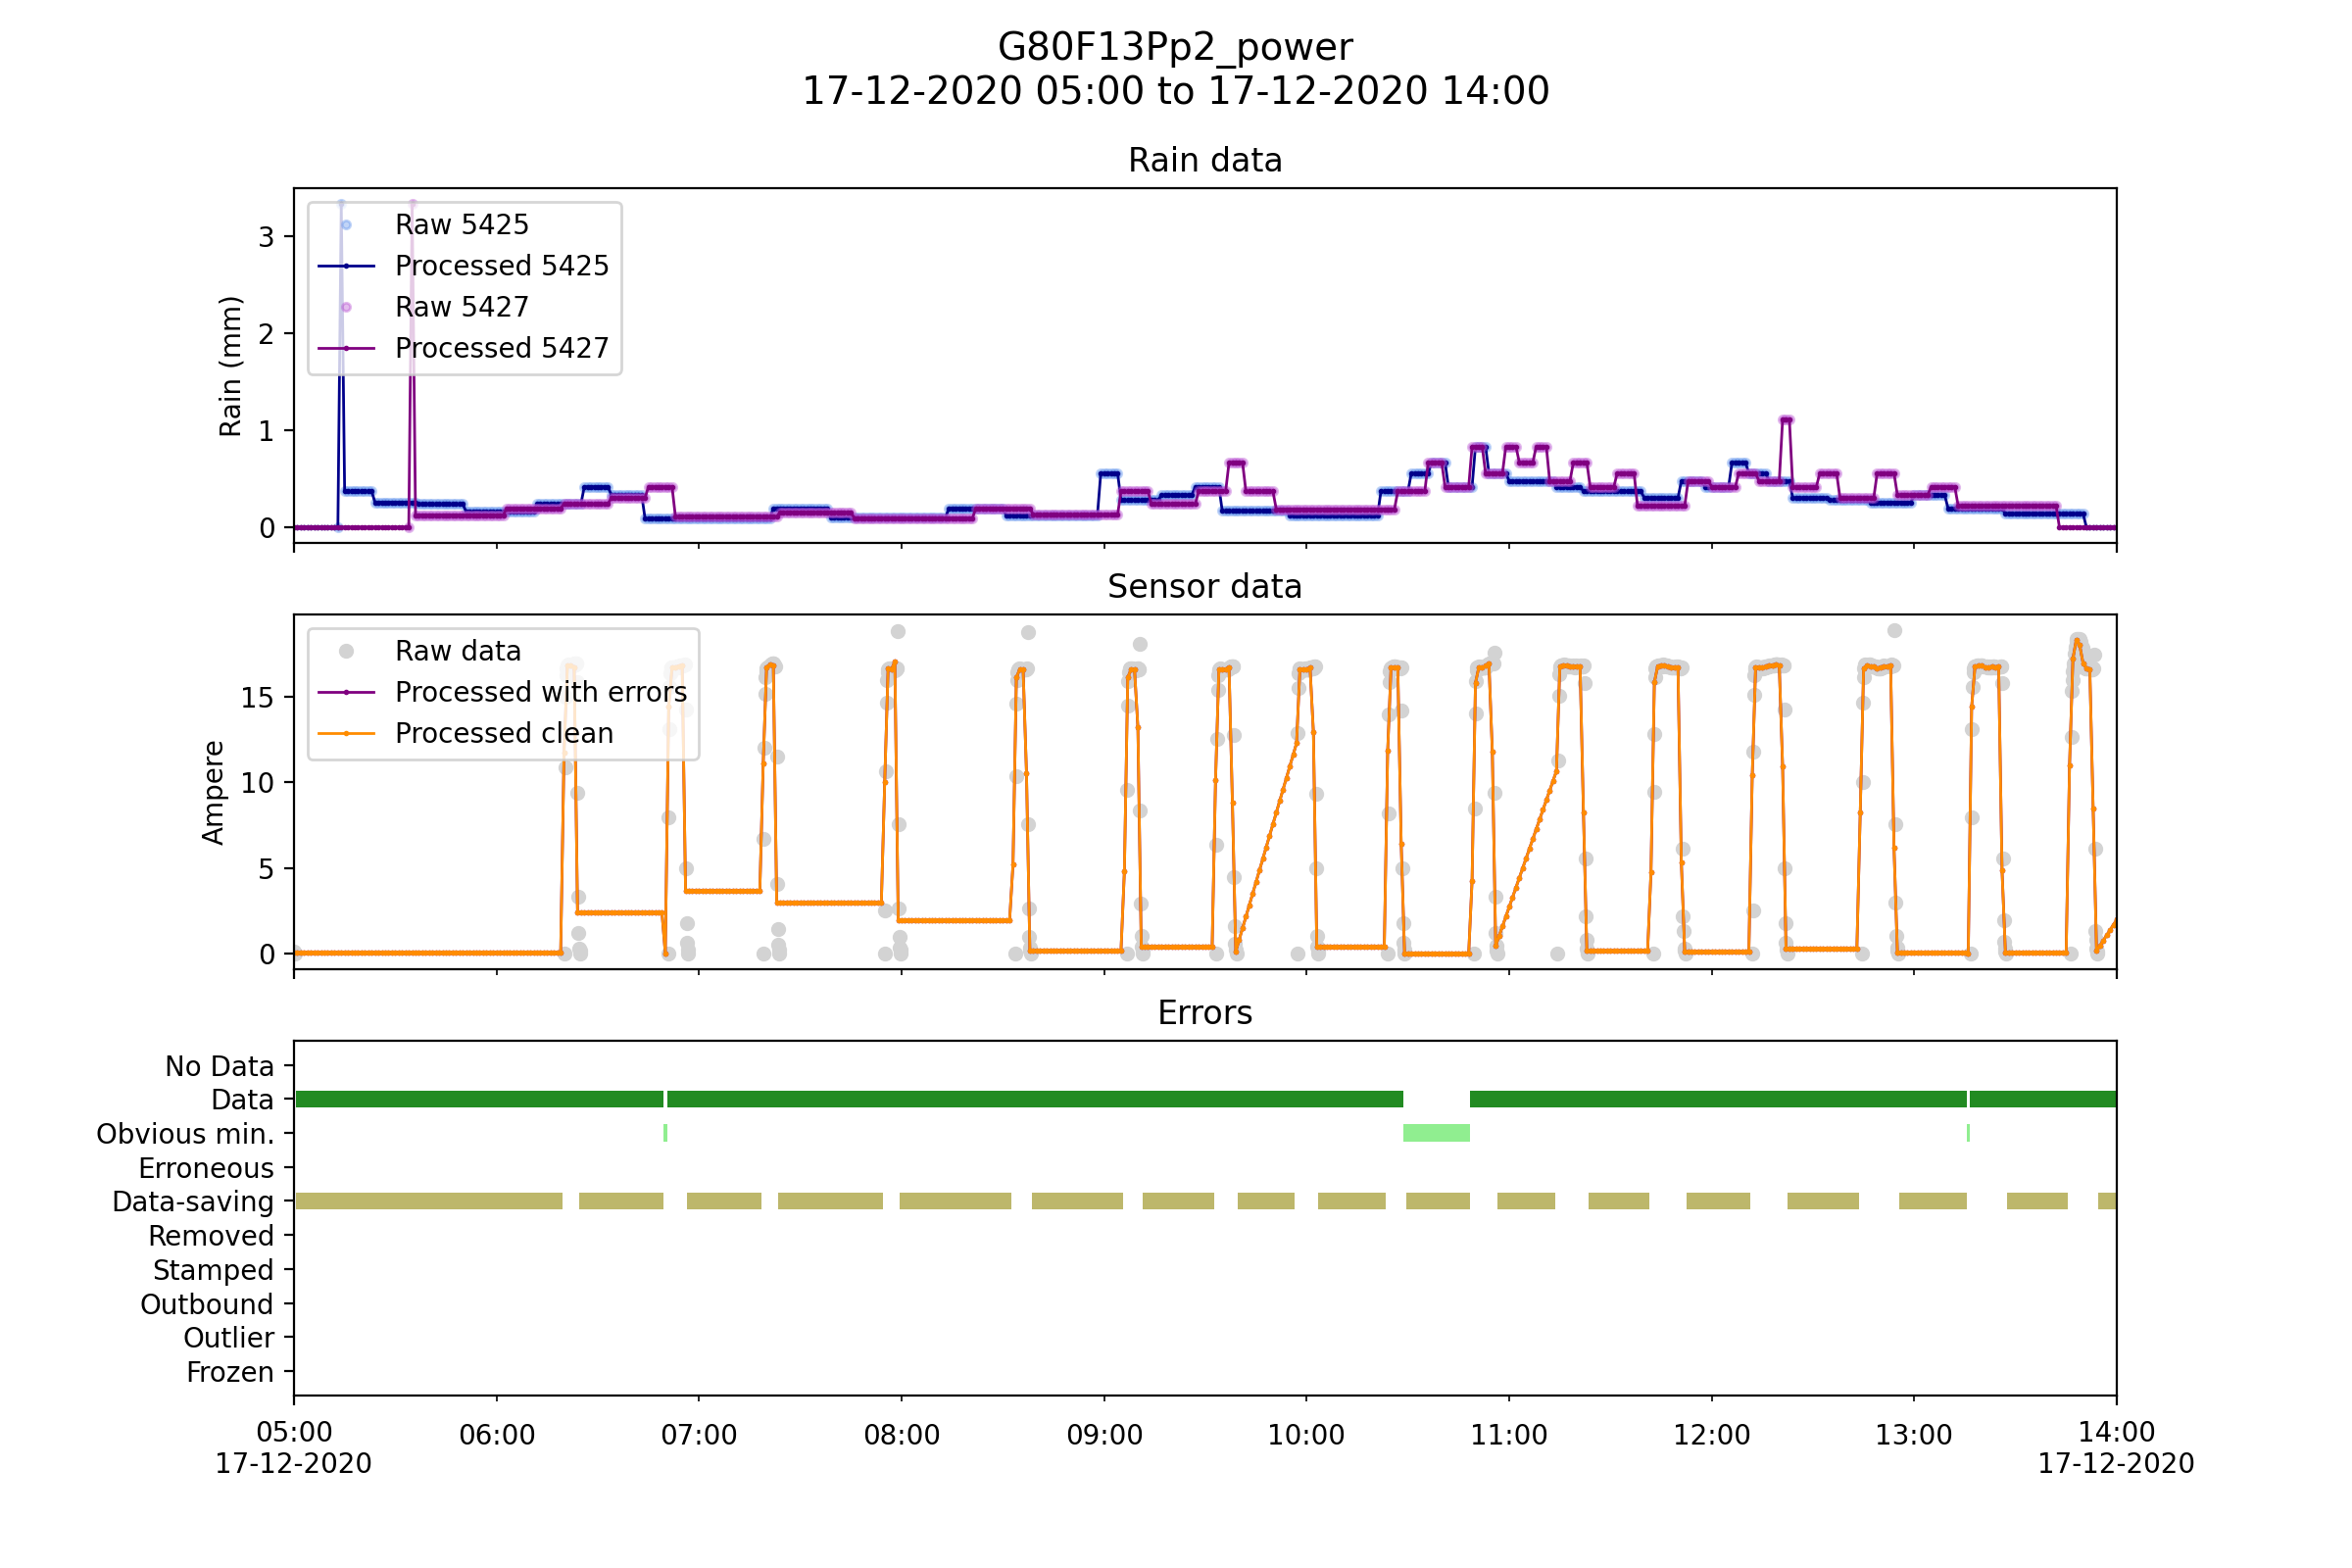 G80F13Pp2_power
17-12-2020 05:00 to 17-12-2020 14:00
Rain data
Rain (mm)
3
2
1
0
Raw 5425
Processed 5425
Raw 5427
Processed 5427
Sensor data
Ampere
15
10
5
0
Raw data
Processed with errors
Processed clean
Errors
No Data
Data
Obvious min.
Erroneous
Data-saving
Removed
Stamped
Outbound
Outlier
Frozen
05:00 06:00 07:00 08:00 09:00 10:00 11:00 12:00 13:00 14:00
17-12-2020 17-12-2020